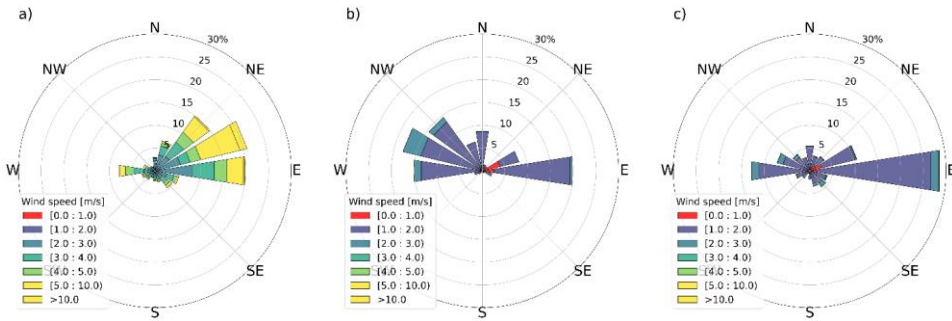 a)
N
30%
25
20
15
10
5
NW
NE
W
E
SE
S
Wind speed [m/s]
[0.0 : 1.0)
[1.0 : 2.0)
[2.0 : 3.0)
[3.0 : 4.0)
[4.0 : 5.0)
[5.0 : 10.0)
>10.0
b)
N
30%
25
20
15
10
5
NW
NE
W
E
SE
S
Wind speed [m/s]
[0.0 : 1.0)
[1.0 : 2.0)
[2.0 : 3.0)
[3.0 : 4.0)
[4.0 : 5.0)
[5.0 : 10.0)
>10.0
c)
N
30%
25
20
15
10
5
NW
NE
W
E
SE
S
Wind speed [m/s]
[0.0 : 1.0)
[1.0 : 2.0)
[2.0 : 3.0)
[3.0 : 4.0)
[4.0 : 5.0)
[5.0 : 10.0)
>10.0